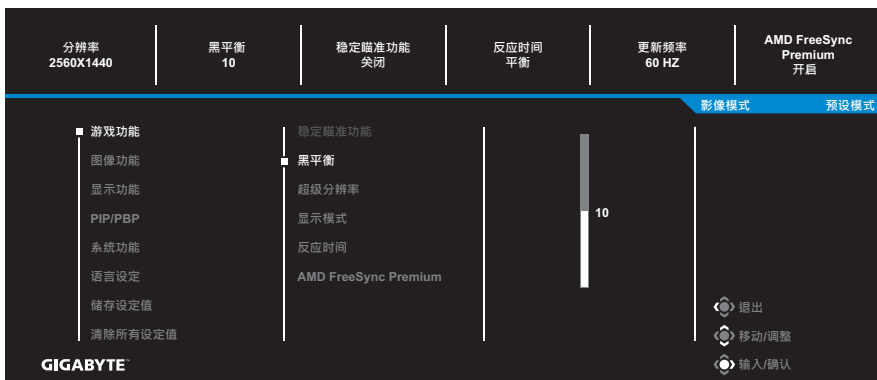 分辨率
2560X1440
黑平衡
10
稳定瞄准功能
关闭
反应时间
平衡
更新频率
60 HZ
AMD FreeSync
Premium
开启
影像模式 预设模式
游戏功能
图像功能
显示功能
PIP/PBP
系统功能
语言设定
储存设定值
清除所有设定值
稳定瞄准功能
黑平衡
超级分辨率
显示模式
反应时间
AMD FreeSync Premium
10
退出
移动/调整
输入/确认
GIGABYTE™